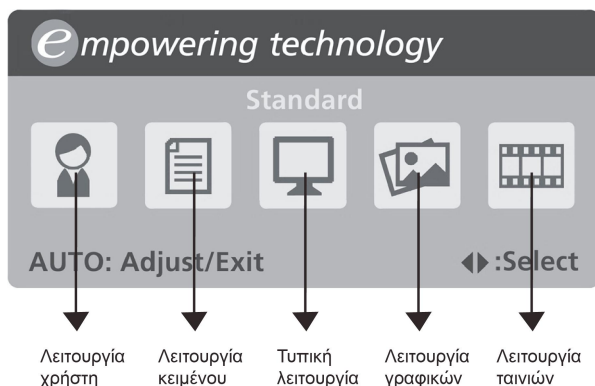 empowering technology
Standard
AUTO: Adjust/Exit
:Select
Λειτουργία χρήστη
Λειτουργία κειμένου
Τυπική λειτουργία
Λειτουργία γραφικών
Λειτουργία ταινιών